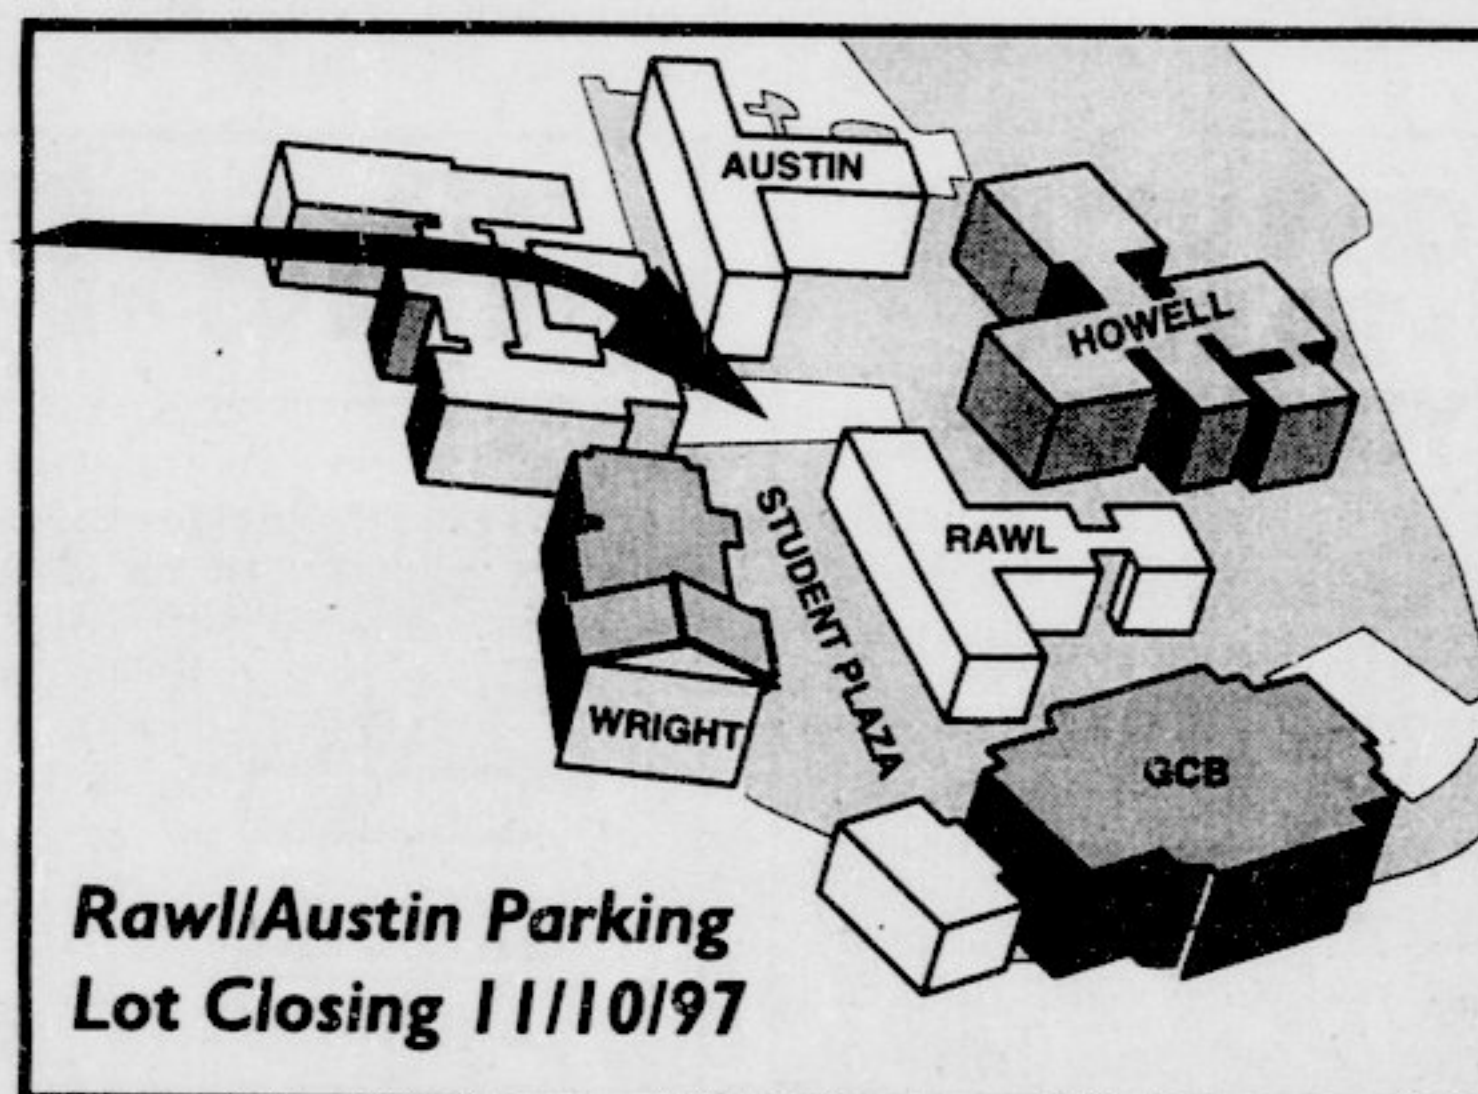 AUSTIN
HOWELL
RAWL
STUDENT PLAZA
WRIGHT
GCB
Rawl/Austin Parking
Lot Closing 11/10/97